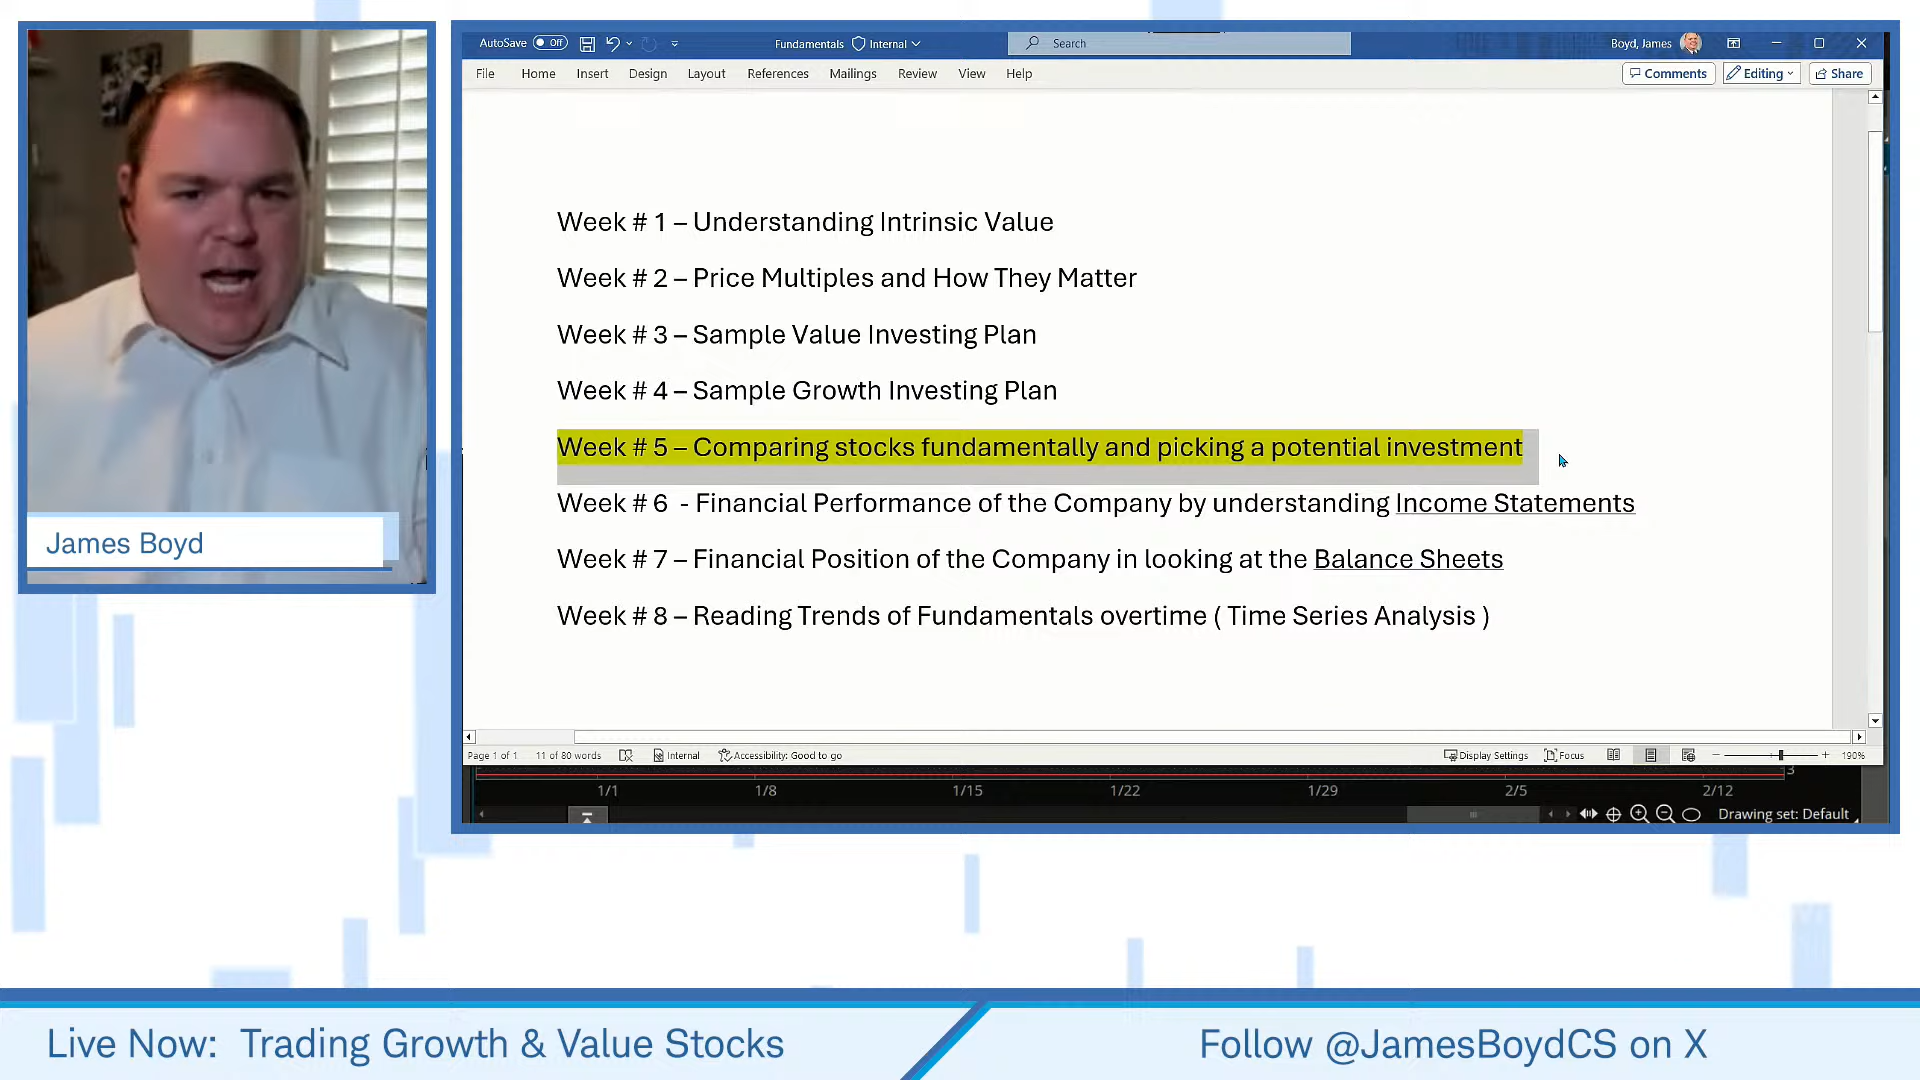 AutoSave Off
Fundamentals Internal
Search
Boyd, James
File Home Insert Design Layout References Mailings Review View Help
Comments Editing Share
Week # 1 – Understanding Intrinsic Value
Week # 2 – Price Multiples and How They Matter
Week # 3 – Sample Value Investing Plan
Week # 4 – Sample Growth Investing Plan
Week # 5 – Comparing stocks fundamentally and picking a potential investment
Week # 6 - Financial Performance of the Company by understanding Income Statements
Week # 7 – Financial Position of the Company in looking at the Balance Sheets
Week # 8 – Reading Trends of Fundamentals overtime ( Time Series Analysis )
James Boyd
Page 1 of 1 11 of 80 words Internal Accessibility: Good to go Display Settings Focus 190%
3
1/1 1/8 1/15 1/22 1/29 2/5 2/12
Drawing set: Default
Live Now: Trading Growth & Value Stocks
Follow @JamesBoydCS on X